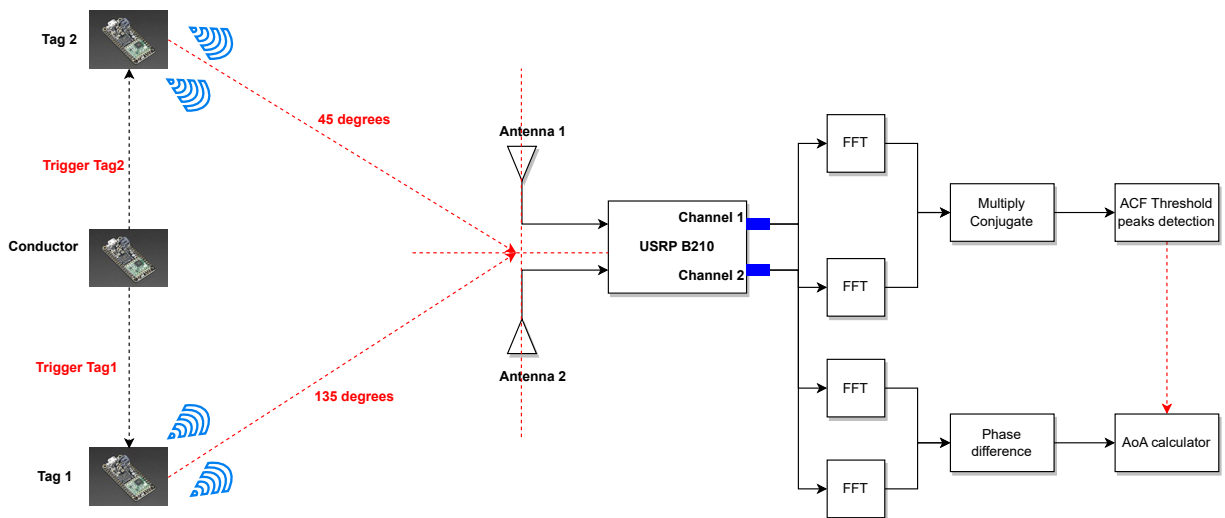 Tag 2
45 degrees
Antenna 1
Trigger Tag2
Conductor
Trigger Tag1
135 degrees
Antenna 2
Tag 1
Channel 1
USRP B210
Channel 2
FFT
FFT
FFT
FFT
Multiply
Conjugate
ACF Threshold
peaks detection
Phase
difference
AoA calculator